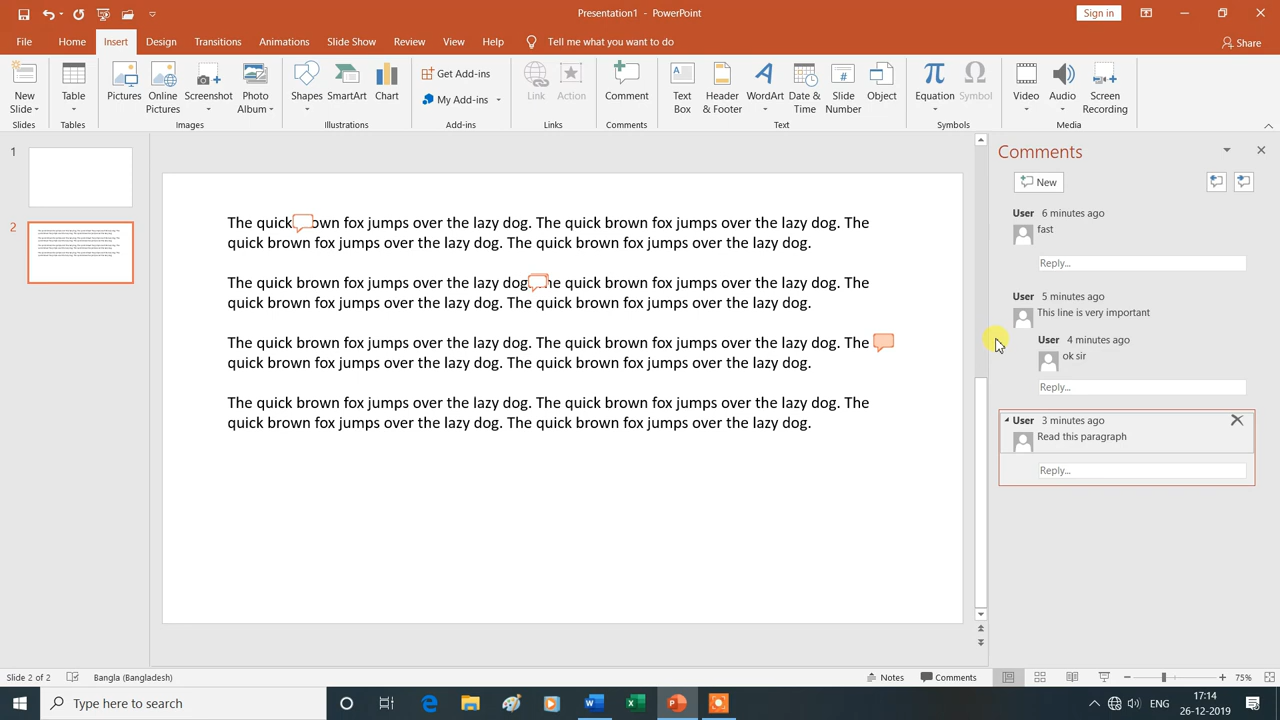 Presentation1 - PowerPoint
Sign in
File Home Insert Design Transitions Animations Slide Show Review View Help Tell me what you want to do
Share
New Slide
Table
Pictures
Online Pictures
Screenshot
Photo Album
Shapes
SmartArt
Chart
Get Add-ins
My Add-ins
Link
Action
Comment
Text Box
Header & Footer
WordArt
Date & Time
Slide Number
Object
Equation
Symbol
Video
Audio
Screen Recording
Slides Tables Images Illustrations Add-ins Links Comments Text Symbols Media
1
2
The quick brown fox jumps over the lazy dog. The quick brown fox jumps over the lazy dog. The
quick brown fox jumps over the lazy dog. The quick brown fox jumps over the lazy dog.
The quick brown fox jumps over the lazy dog. The quick brown fox jumps over the lazy dog. The
quick brown fox jumps over the lazy dog. The quick brown fox jumps over the lazy dog.
The quick brown fox jumps over the lazy dog. The quick brown fox jumps over the lazy dog. The
quick brown fox jumps over the lazy dog. The quick brown fox jumps over the lazy dog.
The quick brown fox jumps over the lazy dog. The quick brown fox jumps over the lazy dog. The
quick brown fox jumps over the lazy dog. The quick brown fox jumps over the lazy dog.
Comments
New
User 6 minutes ago
fast
Reply...
User 5 minutes ago
This line is very important
User 4 minutes ago
ok sir
Reply...
User 3 minutes ago
Read this paragraph
Reply...
Slide 2 of 2 Bangla (Bangladesh) Notes Comments 75%
Type here to search
ENG
17:14
26-12-2019